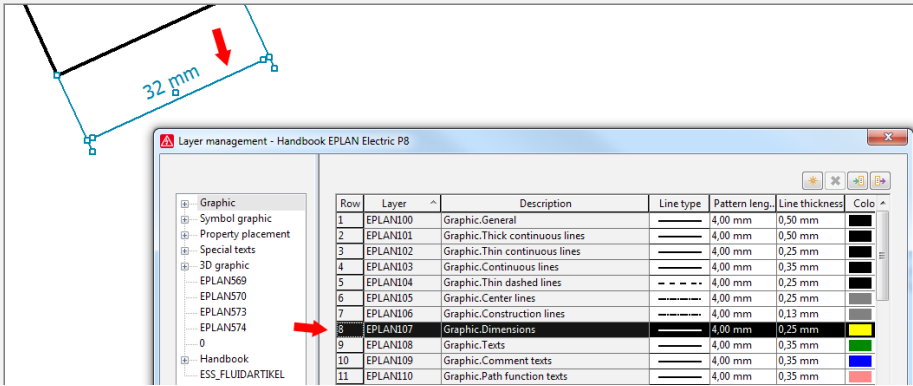 32 mm
Layer management - Handbook EPLAN Electric P8
Graphic
Symbol graphic
Property placement
Special texts
3D graphic
EPLAN569
EPLAN570
EPLAN573
EPLAN574
0
Handbook
ESS_FLUIDARTIKEL
Row Layer Description Line type Pattern leng... Line thickness Colo
1 EPLAN100 Graphic.General 4,00 mm 0,50 mm
2 EPLAN101 Graphic.Thick continuous lines 4,00 mm 0,50 mm
3 EPLAN102 Graphic.Thin continuous lines 4,00 mm 0,25 mm
4 EPLAN103 Graphic.Continuous lines 4,00 mm 0,35 mm
5 EPLAN104 Graphic.Thin dashed lines 4,00 mm 0,25 mm
6 EPLAN105 Graphic.Center lines 4,00 mm 0,25 mm
7 EPLAN106 Graphic.Construction lines 4,00 mm 0,13 mm
8 EPLAN107 Graphic.Dimensions 4,00 mm 0,25 mm
9 EPLAN108 Graphic.Texts 4,00 mm 0,35 mm
10 EPLAN109 Graphic.Comment texts 4,00 mm 0,35 mm
11 EPLAN110 Graphic.Path function texts 4,00 mm 0,35 mm